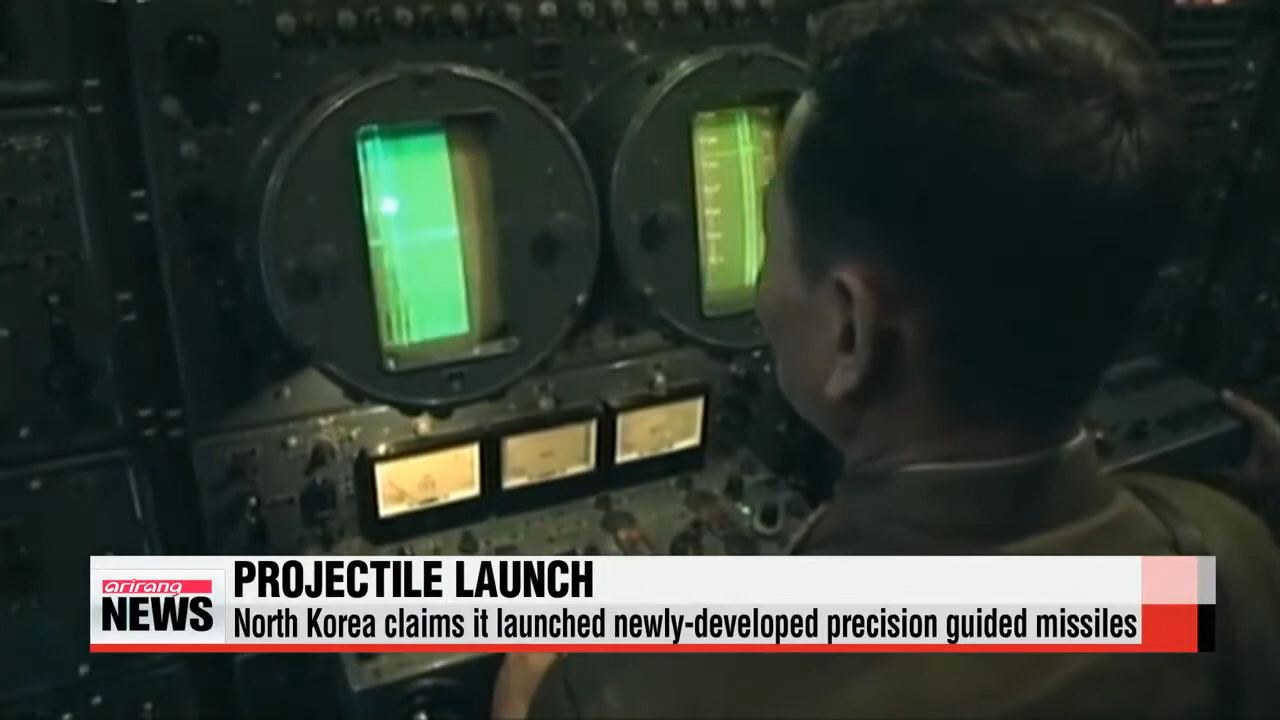 PROJECTILE LAUNCH
arirang
NEWS
North Korea claims it launched newly-developed precision guided missiles